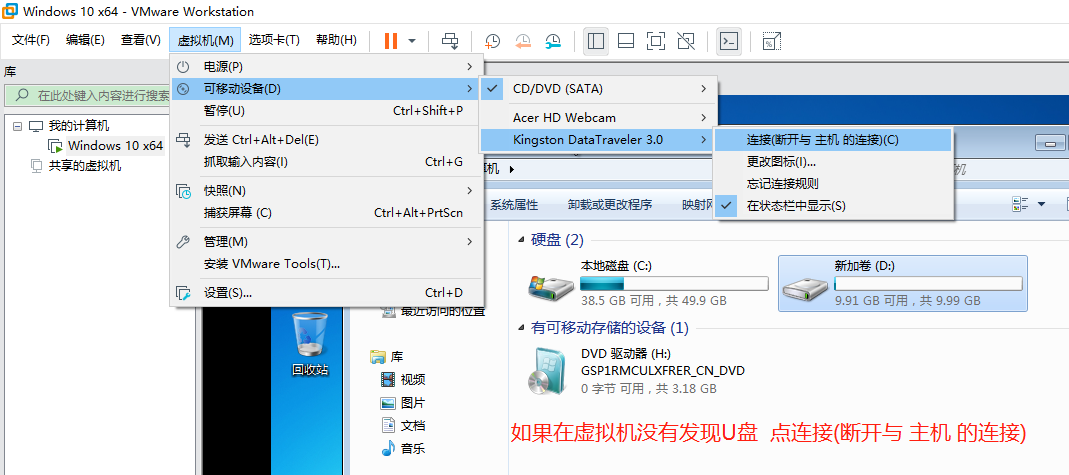 Windows 10 x64 - VMware Workstation
文件(F) 编辑(E) 查看(V) 虚拟机(M) 选项卡(T) 帮助(H)
库
在此处键入内容进行搜索
我的计算机
Windows 10 x64
共享的虚拟机
电源(P)
可移动设备(D)
暂停(U) Ctrl+Shift+P
发送 Ctrl+Alt+Del(E)
抓取输入内容(I) Ctrl+G
快照(N)
捕获屏幕 (C) Ctrl+Alt+PrtScn
管理(M)
安装 VMware Tools(T)...
设置(S)... Ctrl+D
CD/DVD (SATA)
Acer HD Webcam
Kingston DataTraveler 3.0
连接(断开与 主机 的连接)(C)
更改图标(I)...
忘记连接规则
在状态栏中显示(S)
系统属性 卸载或更改程序 映射网
硬盘 (2)
本地磁盘 (C:)
38.5 GB 可用，共 49.9 GB
新加卷 (D:)
9.91 GB 可用，共 9.99 GB
有可移动存储的设备 (1)
DVD 驱动器 (H:)
GSP1RMCULXFRER_CN_DVD
0 字节 可用，共 3.18 GB
最近访问的位置
库
视频
图片
文档
音乐
回收站
如果在虚拟机没有发现U盘 点连接(断开与 主机 的连接)